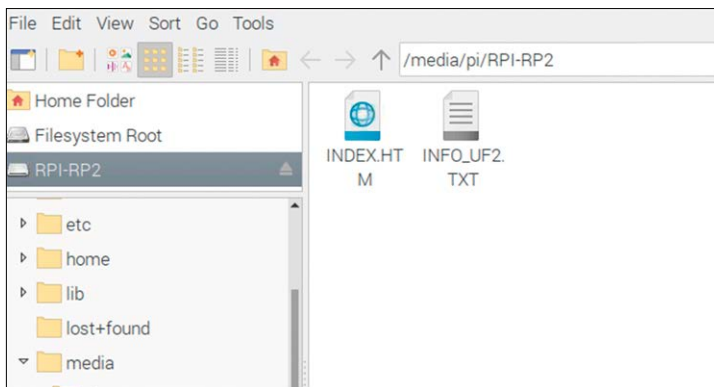 File Edit View Sort Go Tools
/media/pi/RPI-RP2
Home Folder
Filesystem Root
RPI-RP2
etc
home
lib
lost+found
media
INDEX.HT
M
INFO_UF2.
TXT